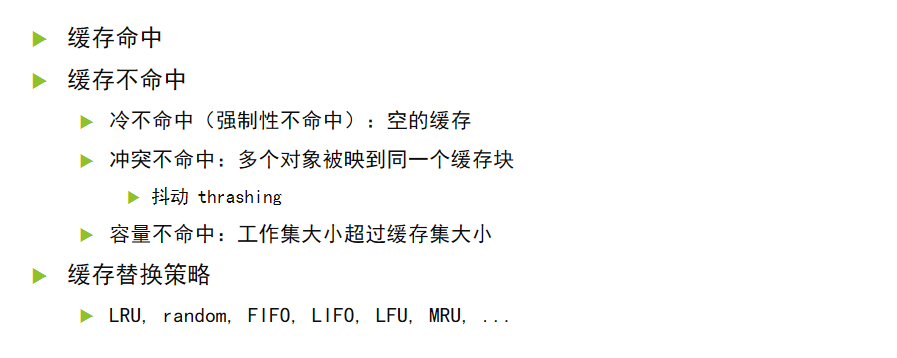 缓存命中
缓存不命中
冷不命中（强制性不命中）：空的缓存
冲突不命中：多个对象被映到同一个缓存块
抖动 thrashing
容量不命中：工作集大小超过缓存集大小
缓存替换策略
LRU, random, FIFO, LIFO, LFU, MRU, ...